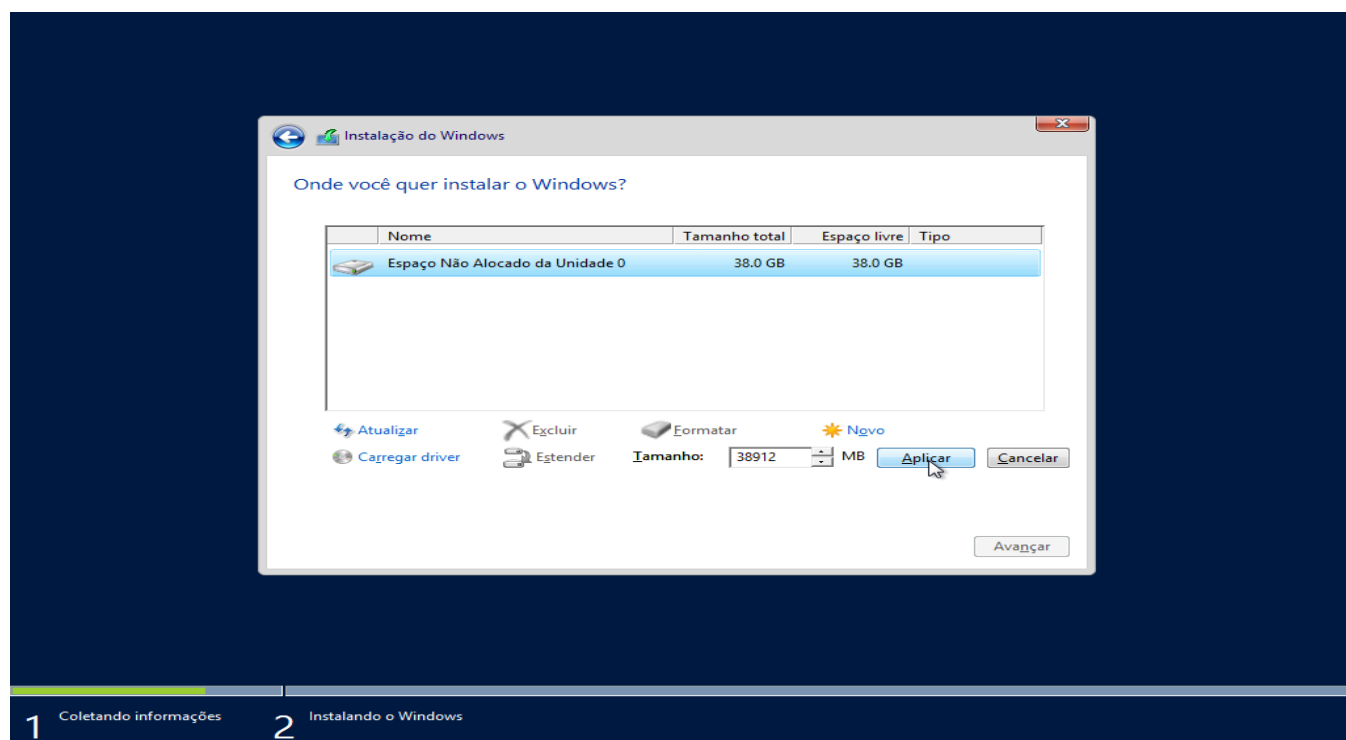 Instalação do Windows
Onde você quer instalar o Windows?
Nome Tamanho total Espaço livre Tipo
Espaço Não Alocado da Unidade 0 38.0 GB 38.0 GB
Atualizar Excluir Formatar Novo
Carregar driver Estender Tamanho: 38912 MB Aplicar Cancelar
Avançar
1 Coletando informações 2 Instalando o Windows